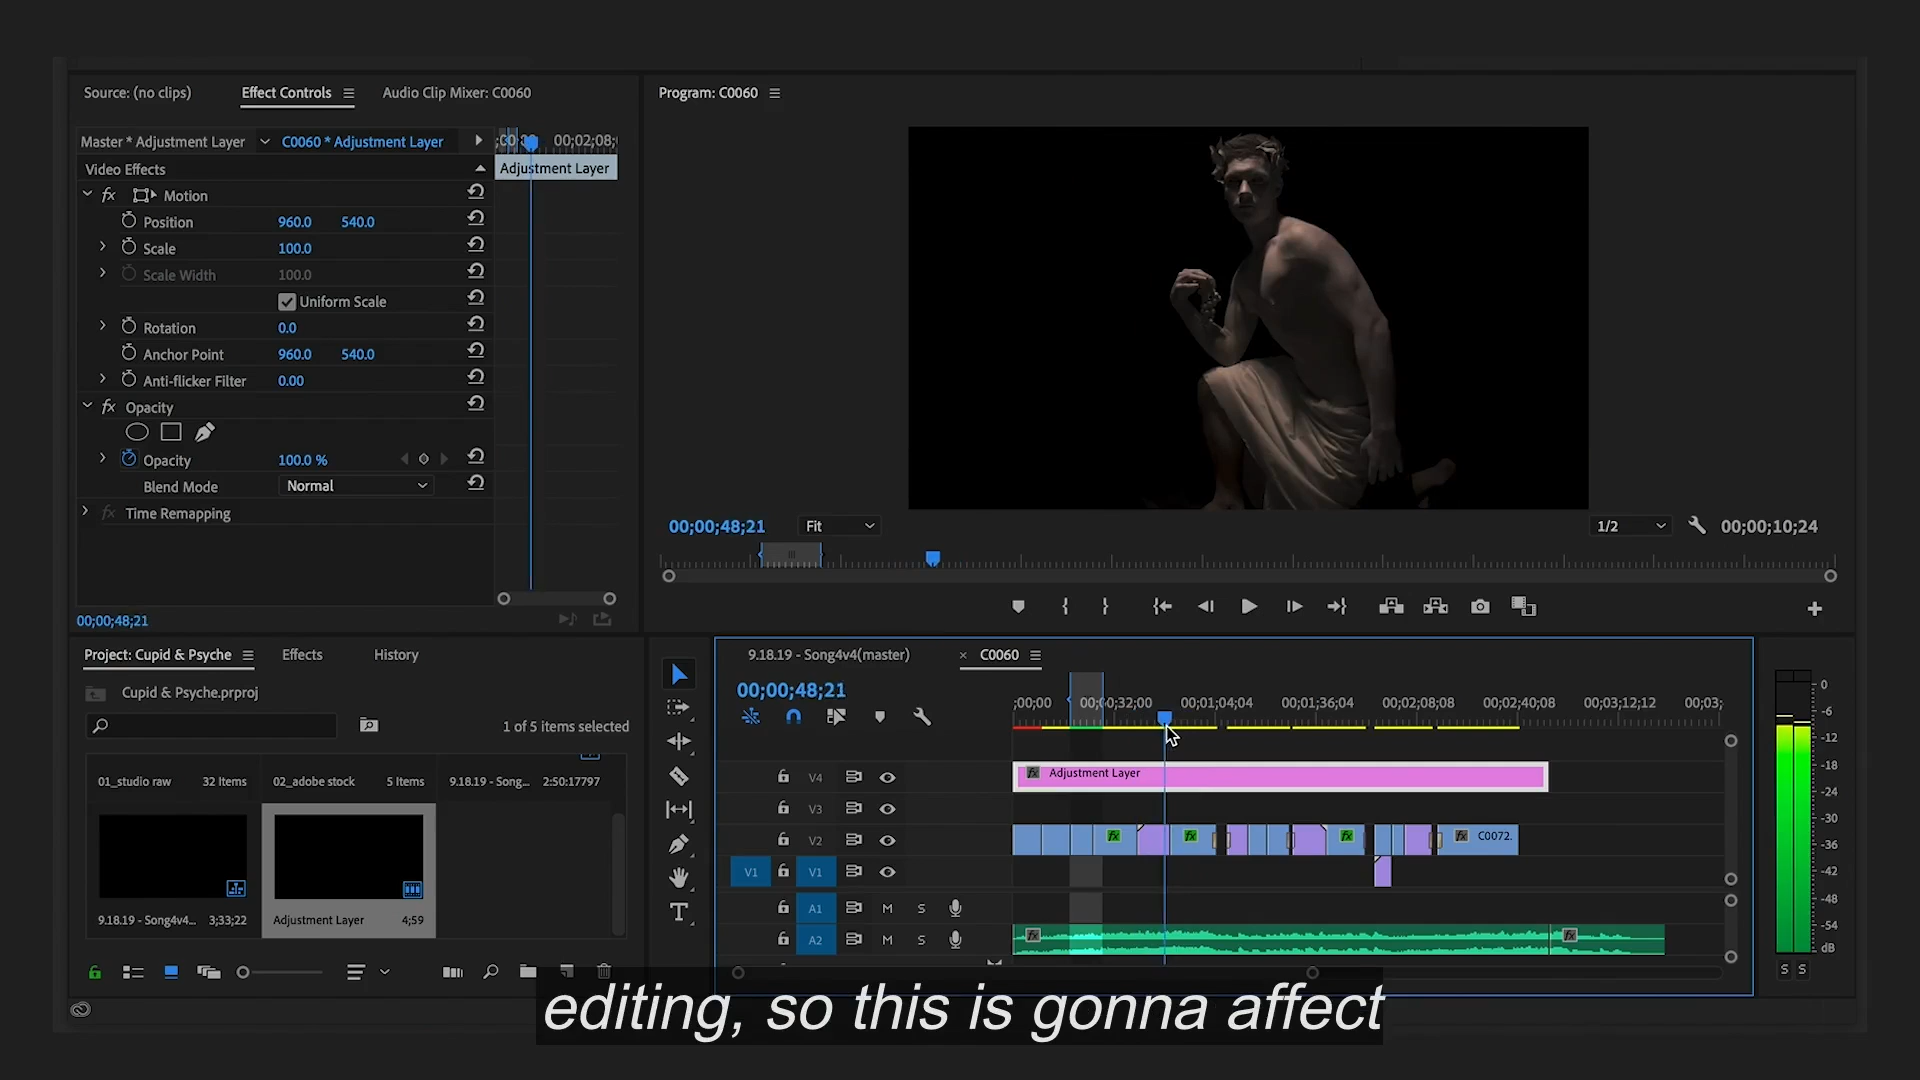 Source: (no clips)
Effect Controls
Audio Clip Mixer: C0060
Program: C0060
Master * Adjustment Layer
C0060 * Adjustment Layer
00;02;08;
Video Effects
Adjustment Layer
fx Motion
Position 960.0 540.0
Scale 100.0
Scale Width 100.0
Uniform Scale
Rotation 0.0
Anchor Point 960.0 540.0
Anti-flicker Filter 0.00
fx Opacity
Opacity 100.0 %
Blend Mode Normal
fx Time Remapping
00;00;48;21
00;00;48;21 Fit
1/2 00;00;10;24
Project: Cupid & Psyche
Effects
History
Cupid & Psyche.prproj
1 of 5 items selected
01_studio raw 32 Items
02_adobe stock 5 Items
9.18.19 - Song... 2:50:17797
9.18.19 - Song4v4... 3;33;22
Adjustment Layer 4;59
9.18.19 - Song4v4(master)
× C0060
00;00;48;21
;00;00 00;00;32;00 00;01;04;04 00;01;36;04 00;02;08;08 00;02;40;08 00;03;12;12 00;03;
V4 fx Adjustment Layer
V3
V2 fx fx fx fx C0072.
V1 V1
A1 M S
A2 M S fx fx
T
0
-6
-12
-18
-24
-30
-36
-42
-48
-54
dB
S S
editing, so this is gonna affect